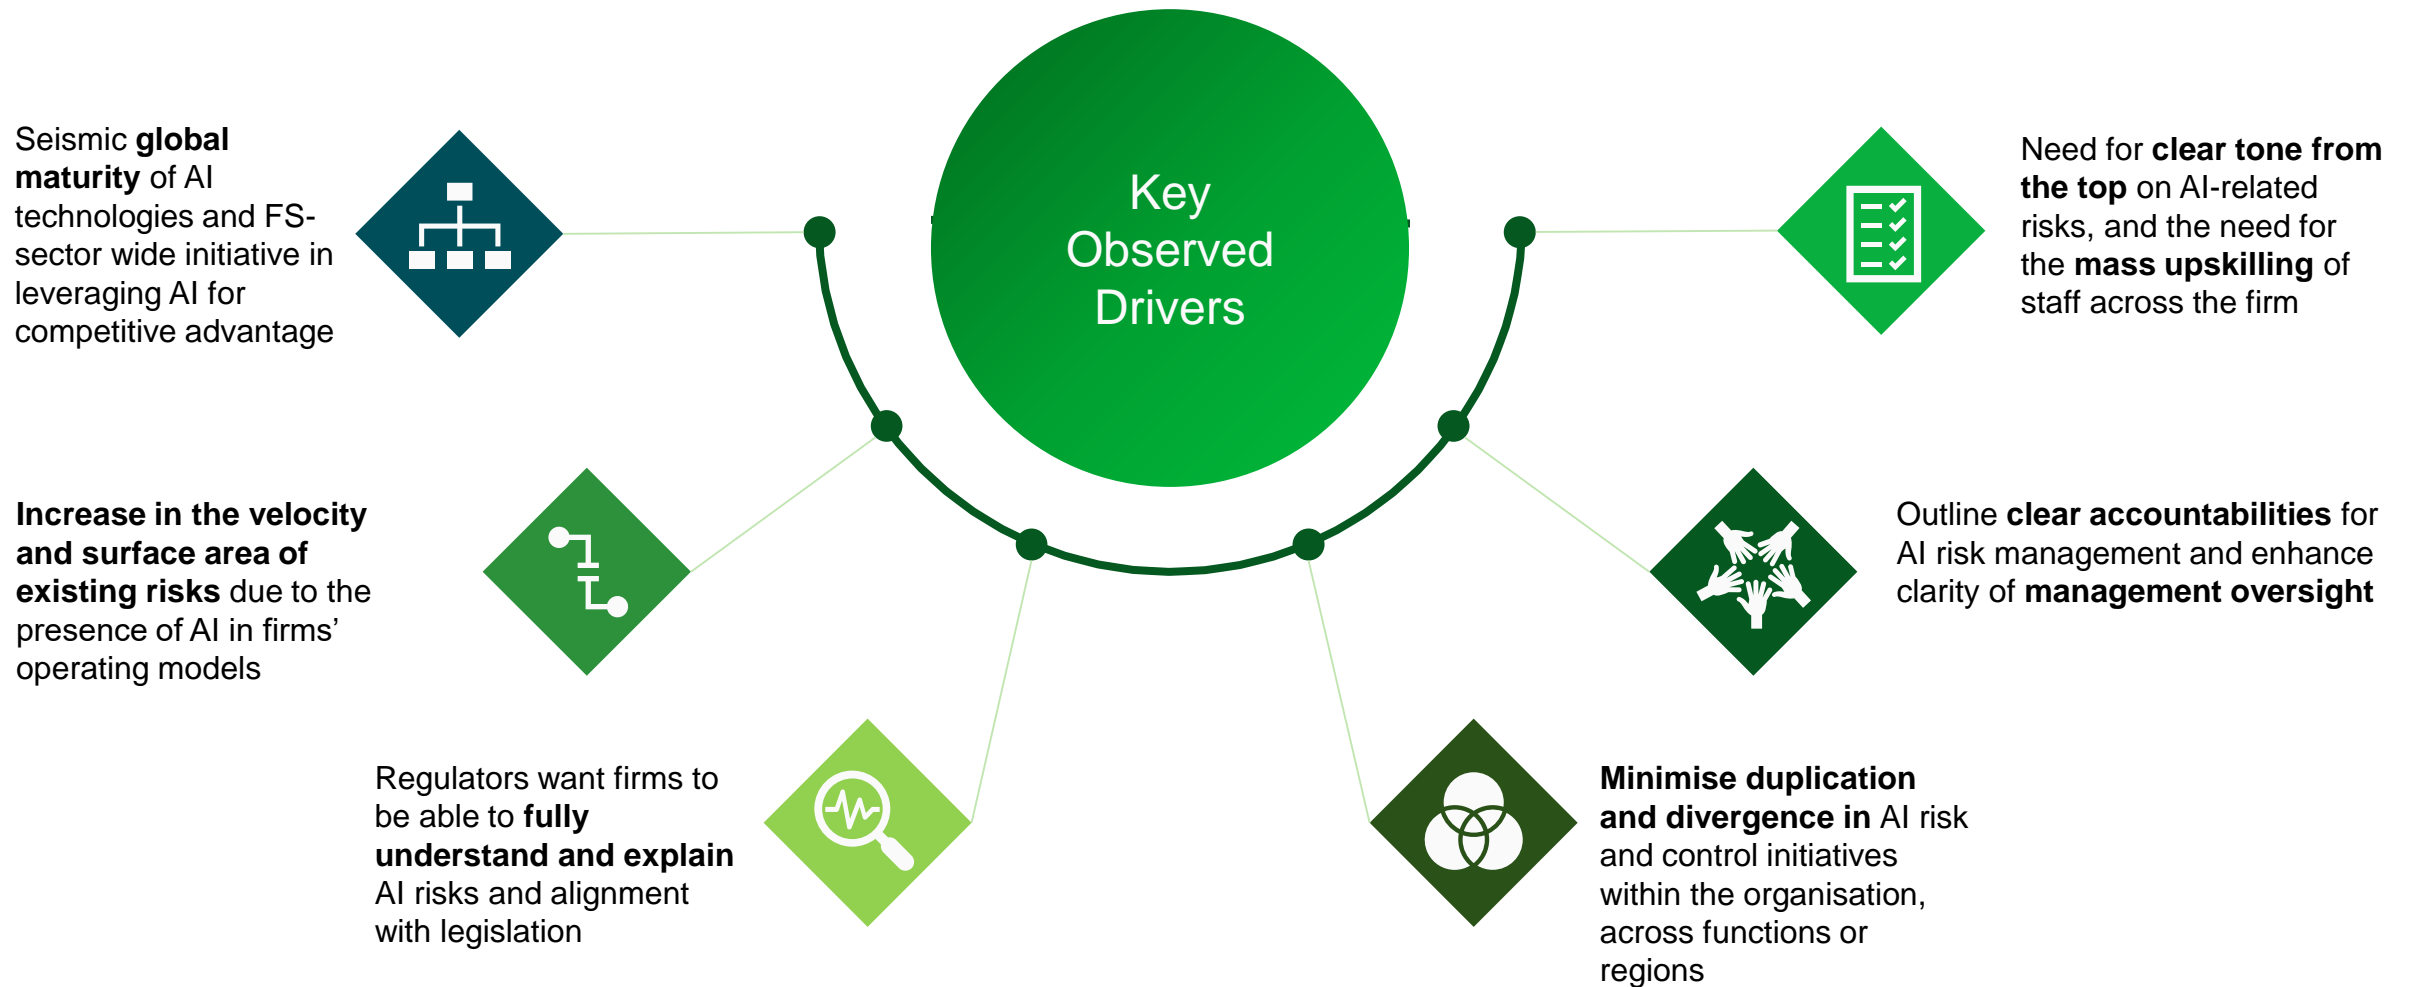 Key
Observed
Drivers
Seismic global
maturity of AI
technologies and FS-
sector wide initiative in
leveraging AI for
competitive advantage
Increase in the velocity
and surface area of
existing risks due to the
presence of AI in firms’
operating models
Regulators want firms to
be able to fully
understand and explain
AI risks and alignment
with legislation
Minimise duplication
and divergence in AI risk
and control initiatives
within the organisation,
across functions or
regions
Outline clear accountabilities for
AI risk management and enhance
clarity of management oversight
Need for clear tone from
the top on AI-related
risks, and the need for
the mass upskilling of
staff across the firm